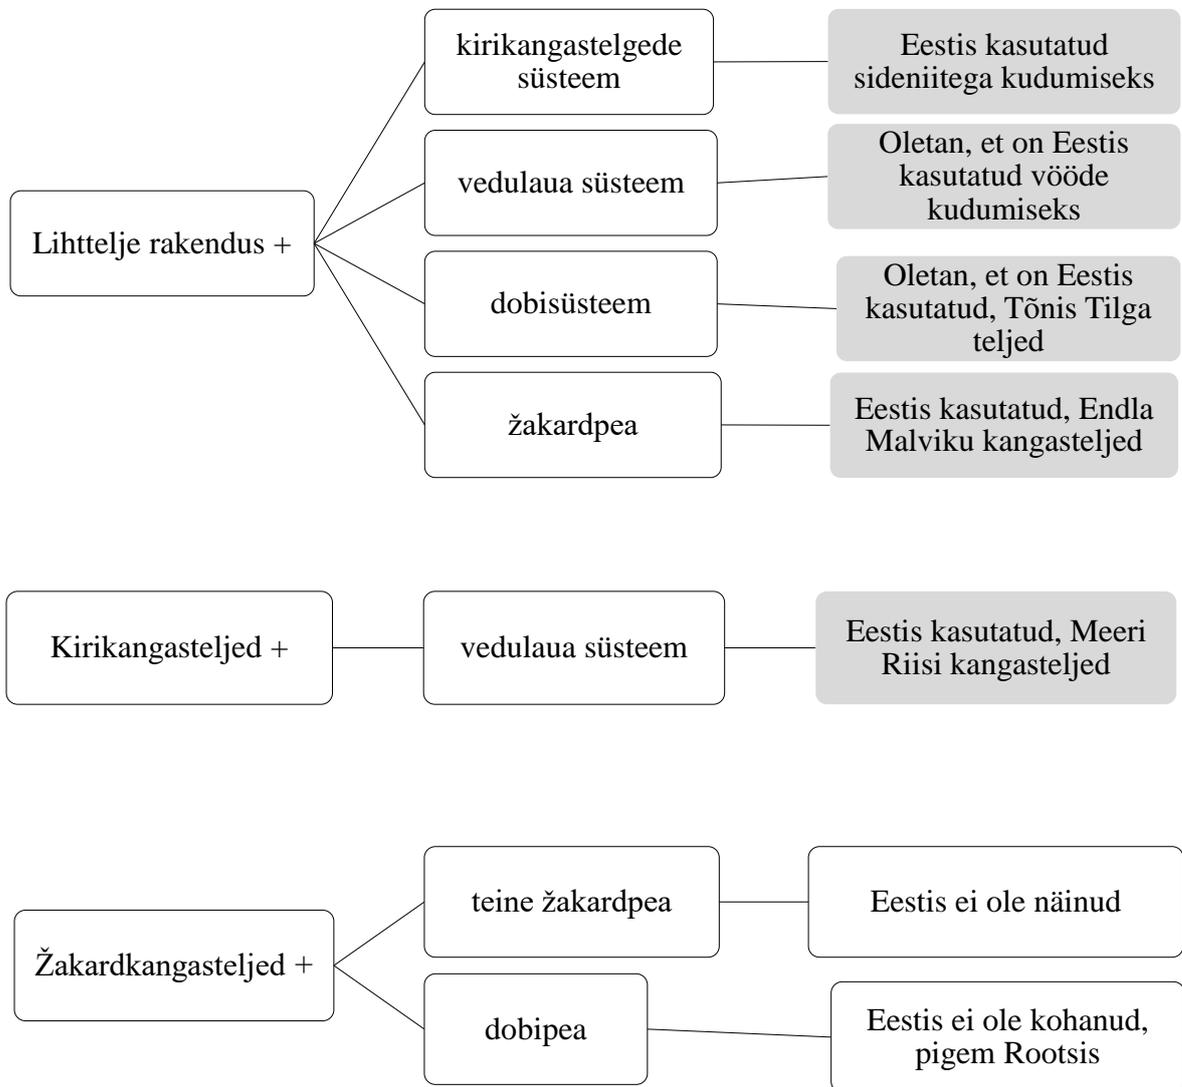 kirikangastelgede
süsteem
Eestis kasutatud
sideniitega kudumiseks
Lihttelje rakendus +
vedulaua süsteem
Oletan, et on Eestis
kasutatud vööde
kudumiseks
dobisüsteem
Oletan, et on Eestis
kasutatud, Tõnis Tilga
teljed
žakardpea
Eestis kasutatud, Endla
Malviku kangasteljed
Kirikangasteljed +
vedulaua süsteem
Eestis kasutatud, Meeri
Riisi kangasteljed
Žakardkangasteljed +
teine žakardpea
Eestis ei ole näinud
dobipea
Eestis ei ole kohanud,
pigem Rootsis